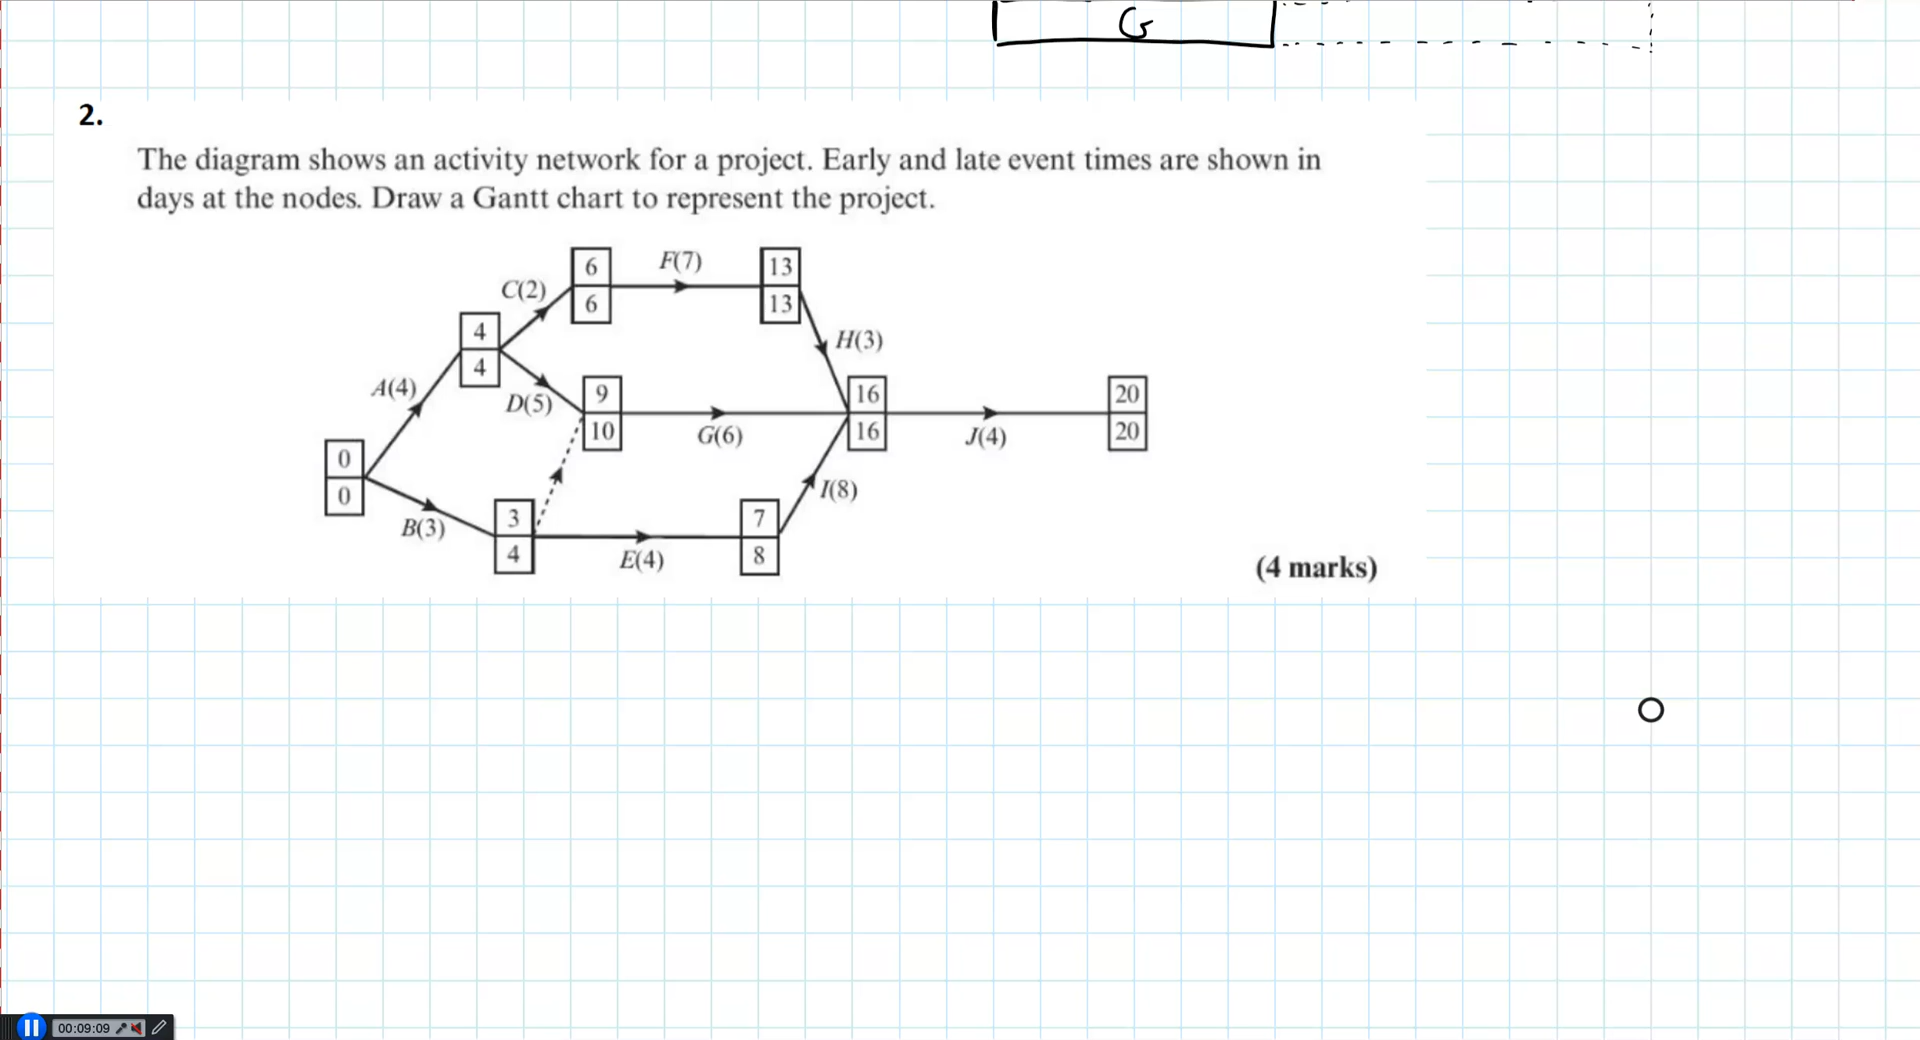 G
2.
The diagram shows an activity network for a project. Early and late event times are shown in
days at the nodes. Draw a Gantt chart to represent the project.
6
6
F(7)
13
13
C(2)
4
4
H(3)
A(4)
D(5)
9
10
G(6)
16
16
J(4)
20
20
0
0
I(8)
B(3)
3
4
E(4)
7
8
(4 marks)
00:09:09